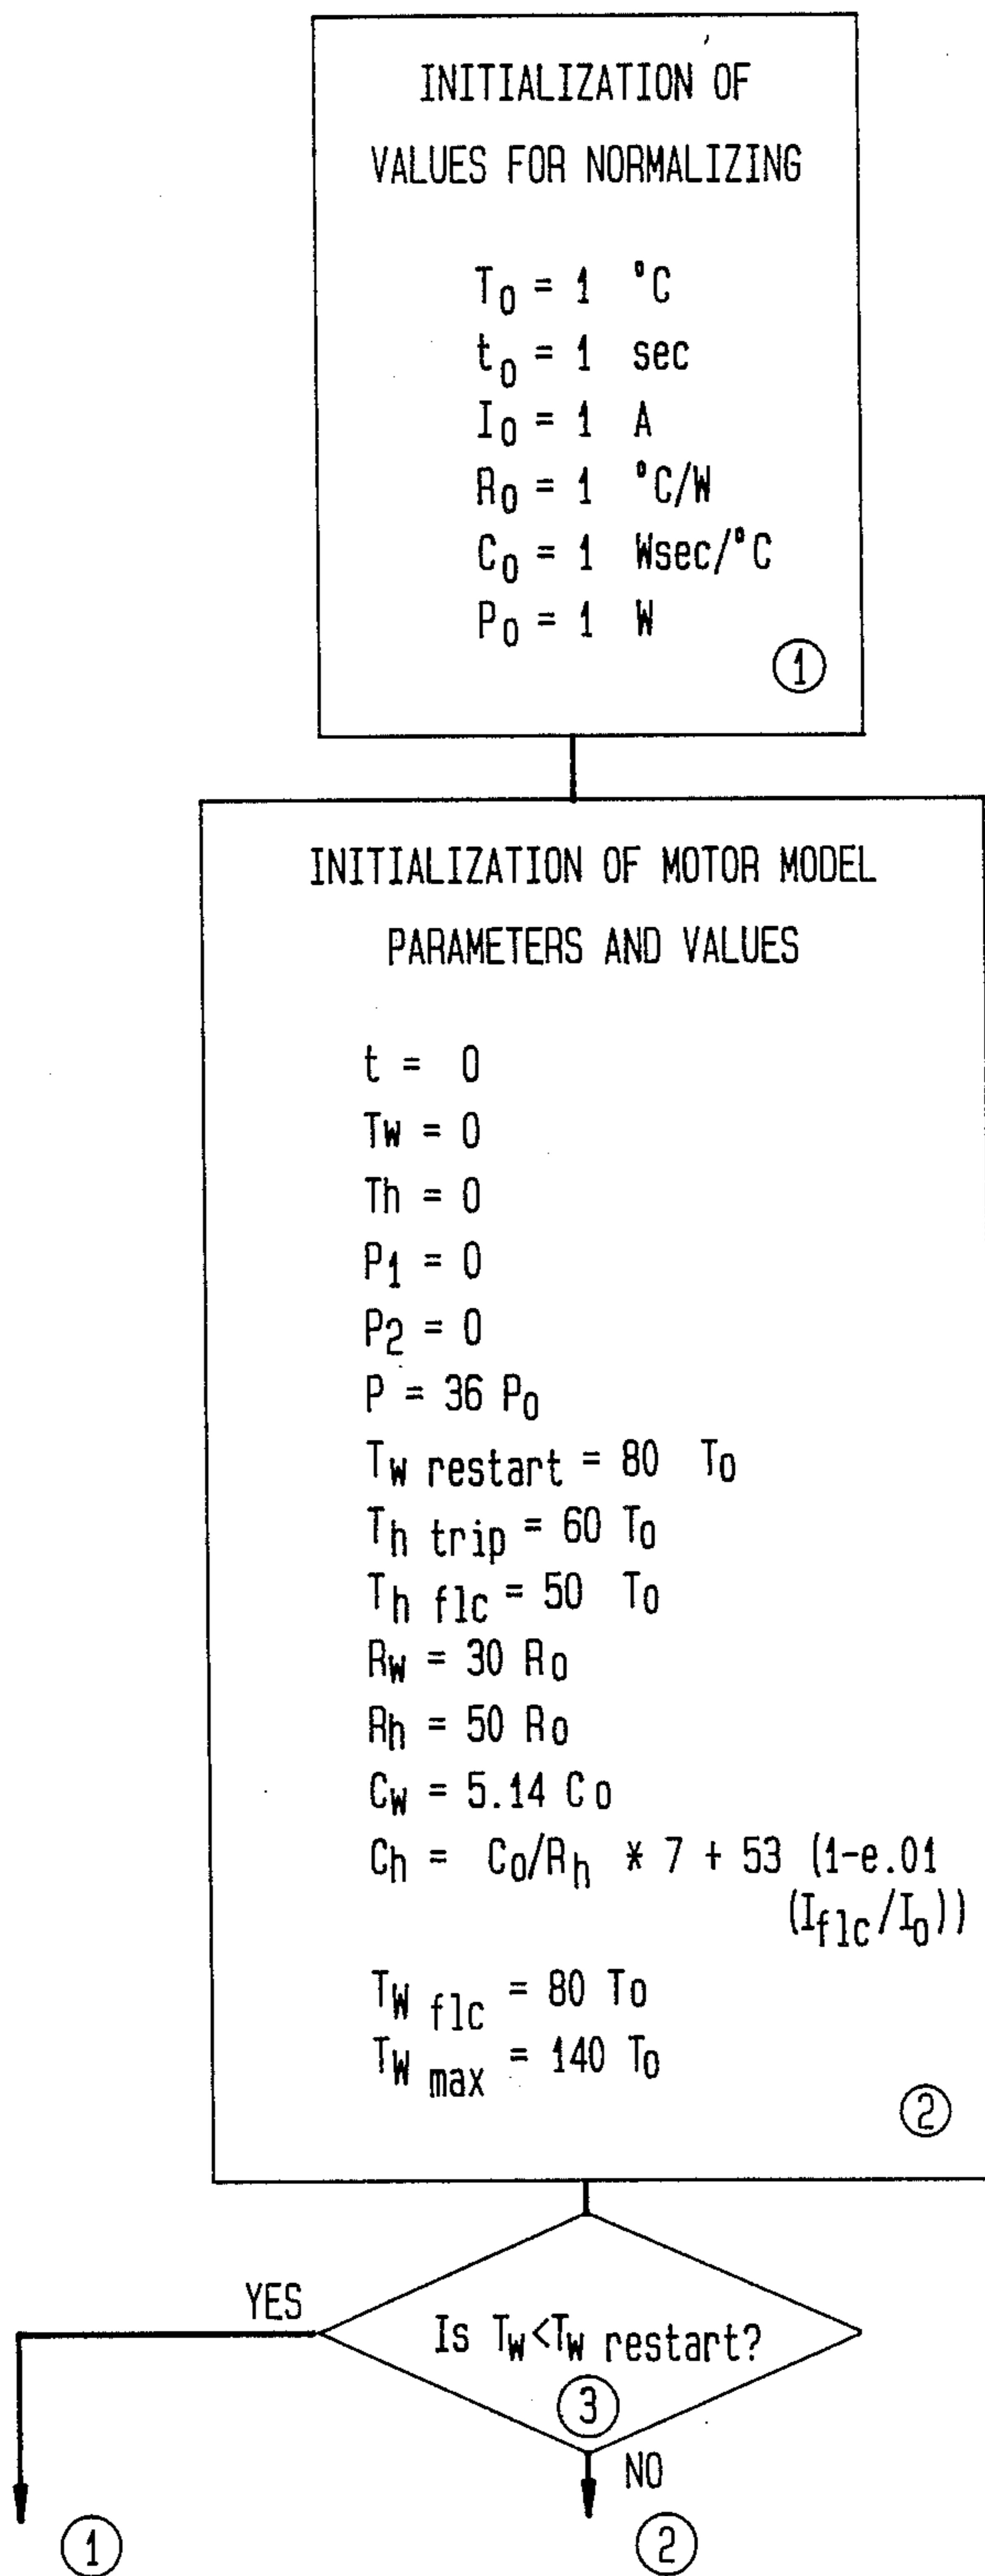 INITIALIZATION OF
VALUES FOR NORMALIZING
T0 = 1 °C
t0 = 1 sec
I0 = 1 A
R0 = 1 °C/W
C0 = 1 Wsec/°C
P0 = 1 W
1
INITIALIZATION OF MOTOR MODEL
PARAMETERS AND VALUES
t = 0
Tw = 0
Th = 0
P1 = 0
P2 = 0
P = 36 P0
Tw restart = 80 T0
Th trip = 60 T0
Th flc = 50 T0
Rw = 30 R0
Rh = 50 R0
Cw = 5.14 C0
Ch = C0/Rh * 7 + 53 (1-e.01
(Iflc/I0))
TW flc = 80 T0
TW max = 140 T0
2
YES
Is Tw<Tw restart?
3
NO
1
2